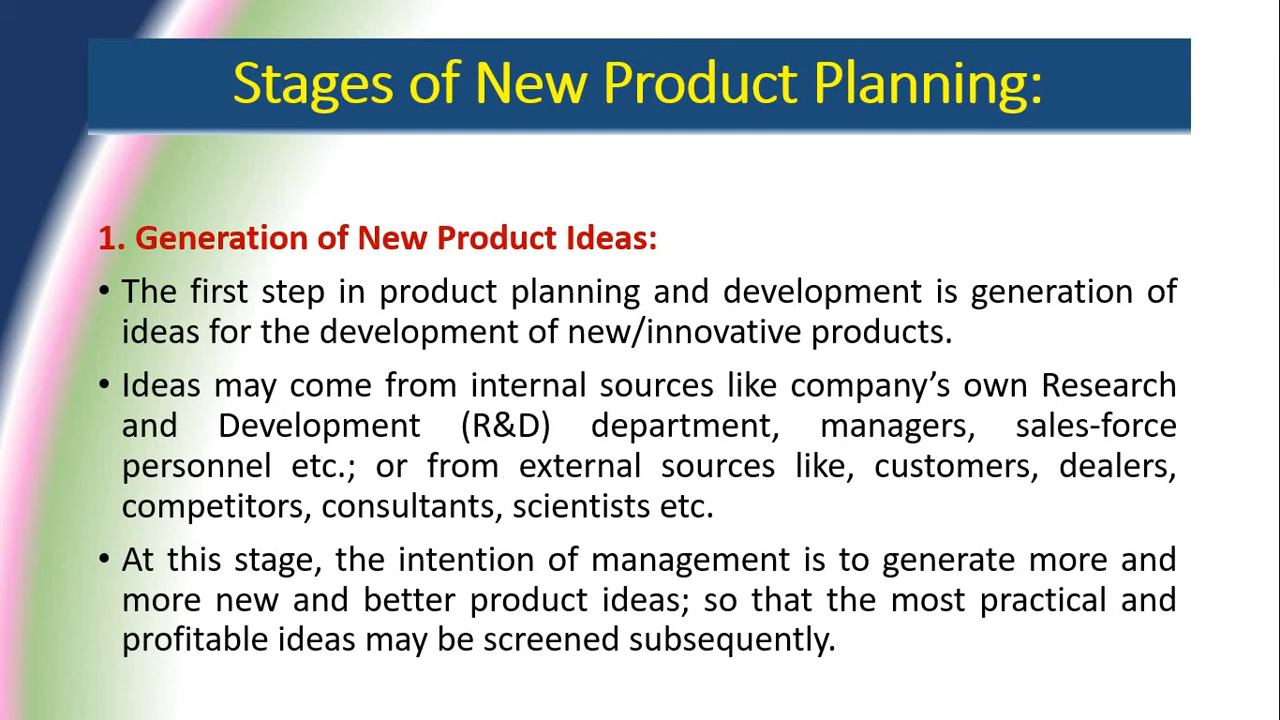 Stages of New Product Planning:
1. Generation of New Product Ideas:
• The first step in product planning and development is generation of
ideas for the development of new/innovative products.
• Ideas may come from internal sources like company’s own Research
and Development (R&D) department, managers, sales-force
personnel etc.; or from external sources like, customers, dealers,
competitors, consultants, scientists etc.
• At this stage, the intention of management is to generate more and
more new and better product ideas; so that the most practical and
profitable ideas may be screened subsequently.